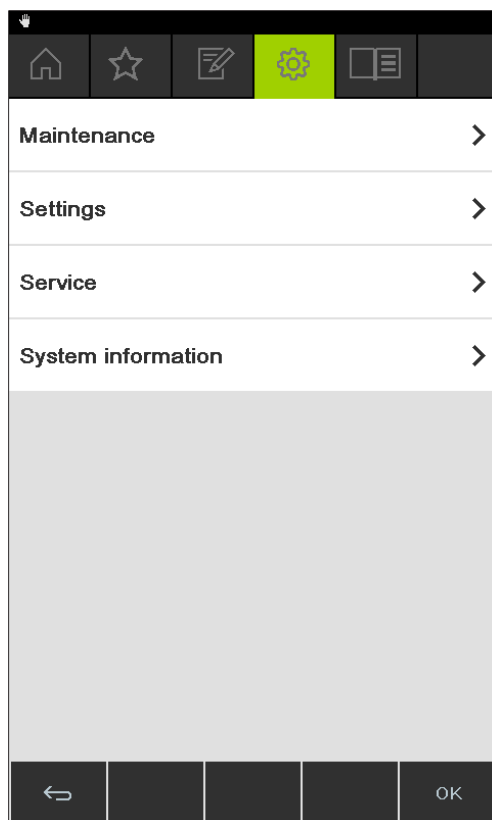 Maintenance
Settings
Service
System information
OK